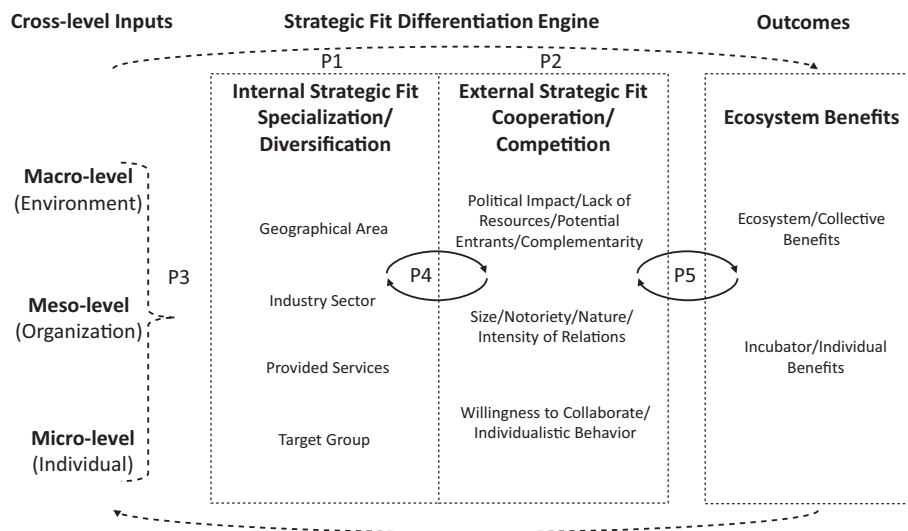 Cross-level Inputs
Strategic Fit Differentiation Engine
Outcomes
P1
P2
Internal Strategic Fit
Specialization/
Diversification
External Strategic Fit
Cooperation/
Competition
Ecosystem Benefits
Macro-level
(Environment)
Meso-level
(Organization)
Micro-level
(Individual)
P3
Geographical Area
Industry Sector
Provided Services
Target Group
P4
Political Impact/Lack of
Resources/Potential
Entrants/Complementarity
Size/Notoriety/Nature/
Intensity of Relations
Willingness to Collaborate/
Individualistic Behavior
P5
Ecosystem/Collective
Benefits
Incubator/Individual
Benefits